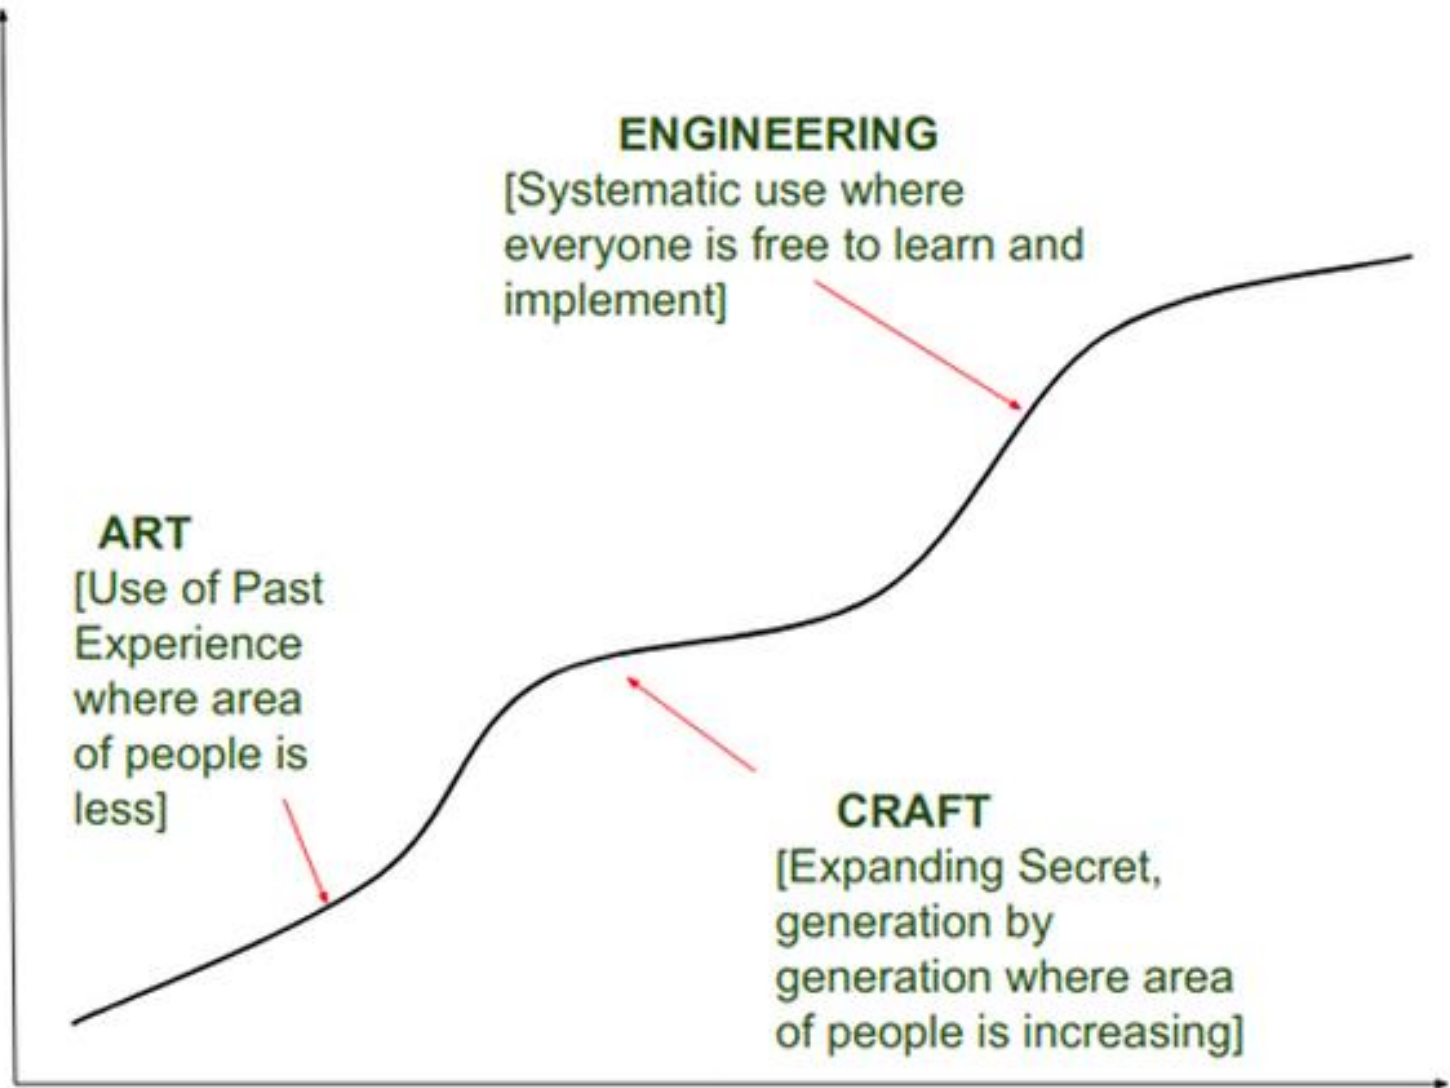 ENGINEERING
[Systematic use where
everyone is free to learn and
implement]
ART
[Use of Past
Experience
where area
of people is
less]
CRAFT
[Expanding Secret,
generation by
generation where area
of people is increasing]